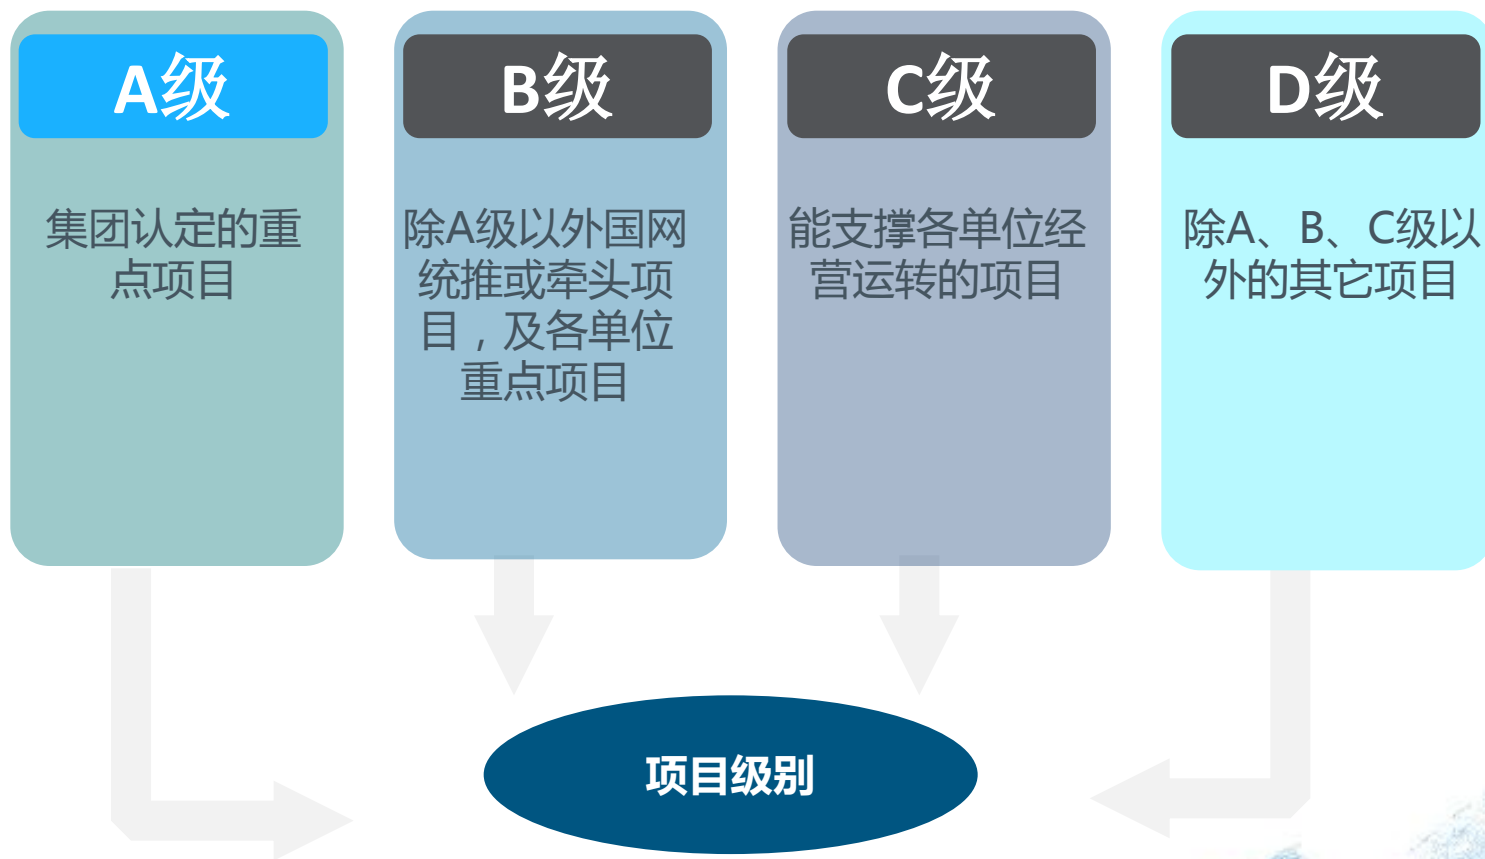 A级
集团认定的重
点项目
B级
除A级以外国网
统推或牵头项
目，及各单位
重点项目
C级
能支撑各单位经
营运转的项目
D级
除A、B、C级以
外的其它项目
项目级别